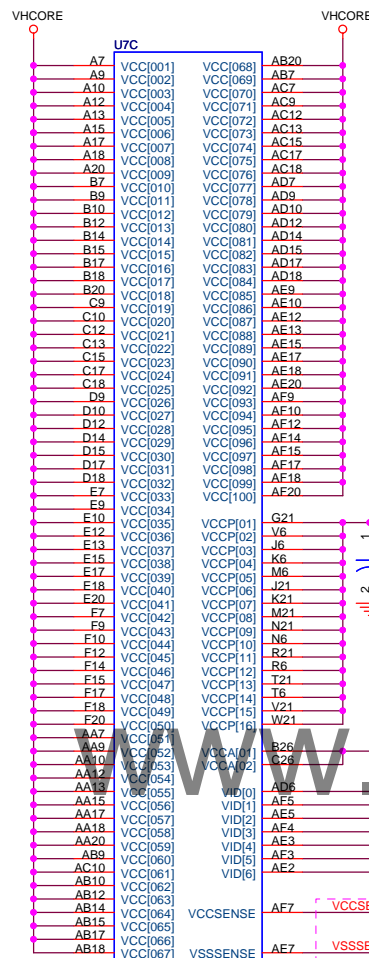 VHCORE VHCORE
U7C
A7 VCC[001] VCC[068] AB20
A9 VCC[002] VCC[069] AB7
A10 VCC[003] VCC[070] AC7
A12 VCC[004] VCC[071] AC9
A13 VCC[005] VCC[072] AC12
A15 VCC[006] VCC[073] AC13
A17 VCC[007] VCC[074] AC15
A18 VCC[008] VCC[075] AC17
A20 VCC[009] VCC[076] AC18
B7 VCC[010] VCC[077] AD7
B9 VCC[011] VCC[078] AD9
B10 VCC[012] VCC[079] AD10
B12 VCC[013] VCC[080] AD12
B14 VCC[014] VCC[081] AD14
B15 VCC[015] VCC[082] AD15
B17 VCC[016] VCC[083] AD17
B18 VCC[017] VCC[084] AD18
B20 VCC[018] VCC[085] AE9
C9 VCC[019] VCC[086] AE10
C10 VCC[020] VCC[087] AE12
C12 VCC[021] VCC[088] AE13
C13 VCC[022] VCC[089] AE15
C15 VCC[023] VCC[090] AE17
C17 VCC[024] VCC[091] AE18
C18 VCC[025] VCC[092] AE20
D9 VCC[026] VCC[093] AF9
D10 VCC[027] VCC[094] AF10
D12 VCC[028] VCC[095] AF12
D14 VCC[029] VCC[096] AF14
D15 VCC[030] VCC[097] AF15
D17 VCC[031] VCC[098] AF17
D18 VCC[032] VCC[099] AF18
E7 VCC[033] VCC[100] AF20
E9 VCC[034]
E10 VCC[035] VCCP[01] G21
E12 VCC[036] VCCP[02] V6
E13 VCC[037] VCCP[03] J6
E15 VCC[038] VCCP[04] K6
E17 VCC[039] VCCP[05] M6
E18 VCC[040] VCCP[06] J21
E20 VCC[041] VCCP[07] K21
F7 VCC[042] VCCP[08] M21
F9 VCC[043] VCCP[09] N21
F10 VCC[044] VCCP[10] N6
F12 VCC[045] VCCP[11] R21
F14 VCC[046] VCCP[12] R6
F15 VCC[047] VCCP[13] T21
F17 VCC[048] VCCP[14] T6
F18 VCC[049] VCCP[15] V21
F20 VCC[050] VCCP[16] W21
AA7 VCC[051]
AA9 VCC[052] VCCA[01] B26
AA10 VCC[053] VCCA[02] C26
AA12 VCC[054]
AA13 VCC[055] VID[0] AD6
AA15 VCC[056] VID[1] AF5
AA17 VCC[057] VID[2] AE5
AA18 VCC[058] VID[3] AF4
AA20 VCC[059] VID[4] AE3
AB9 VCC[060] VID[5] AF3
AC10 VCC[061] VID[6] AE2
AB10 VCC[062]
AB12 VCC[063]
AB14 VCC[064] VCCSENSE AF7
AB15 VCC[065]
AB17 VCC[066]
AB18 VCC[067] VSSSENSE AE7
1
2
www.